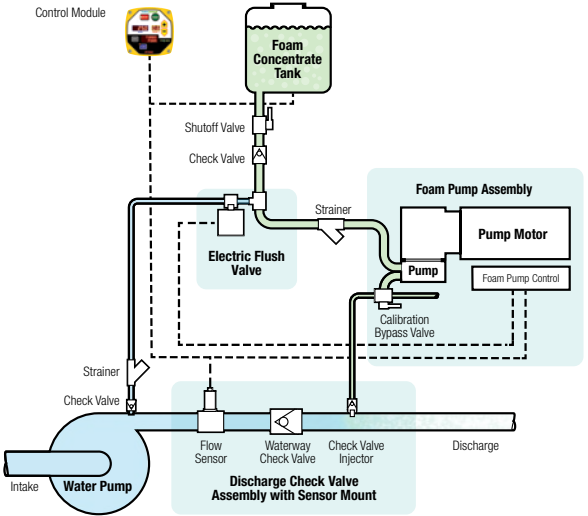 Control Module
Foam
Concentrate
Tank
Shutoff Valve
Check Valve
Strainer
Foam Pump Assembly
Pump Motor
Electric Flush
Valve
Pump
Foam Pump Control
Calibration
Bypass Valve
Strainer
Check Valve
Flow
Sensor
Waterway
Check Valve
Check Valve
Injector
Discharge
Intake
Water Pump
Discharge Check Valve
Assembly with Sensor Mount